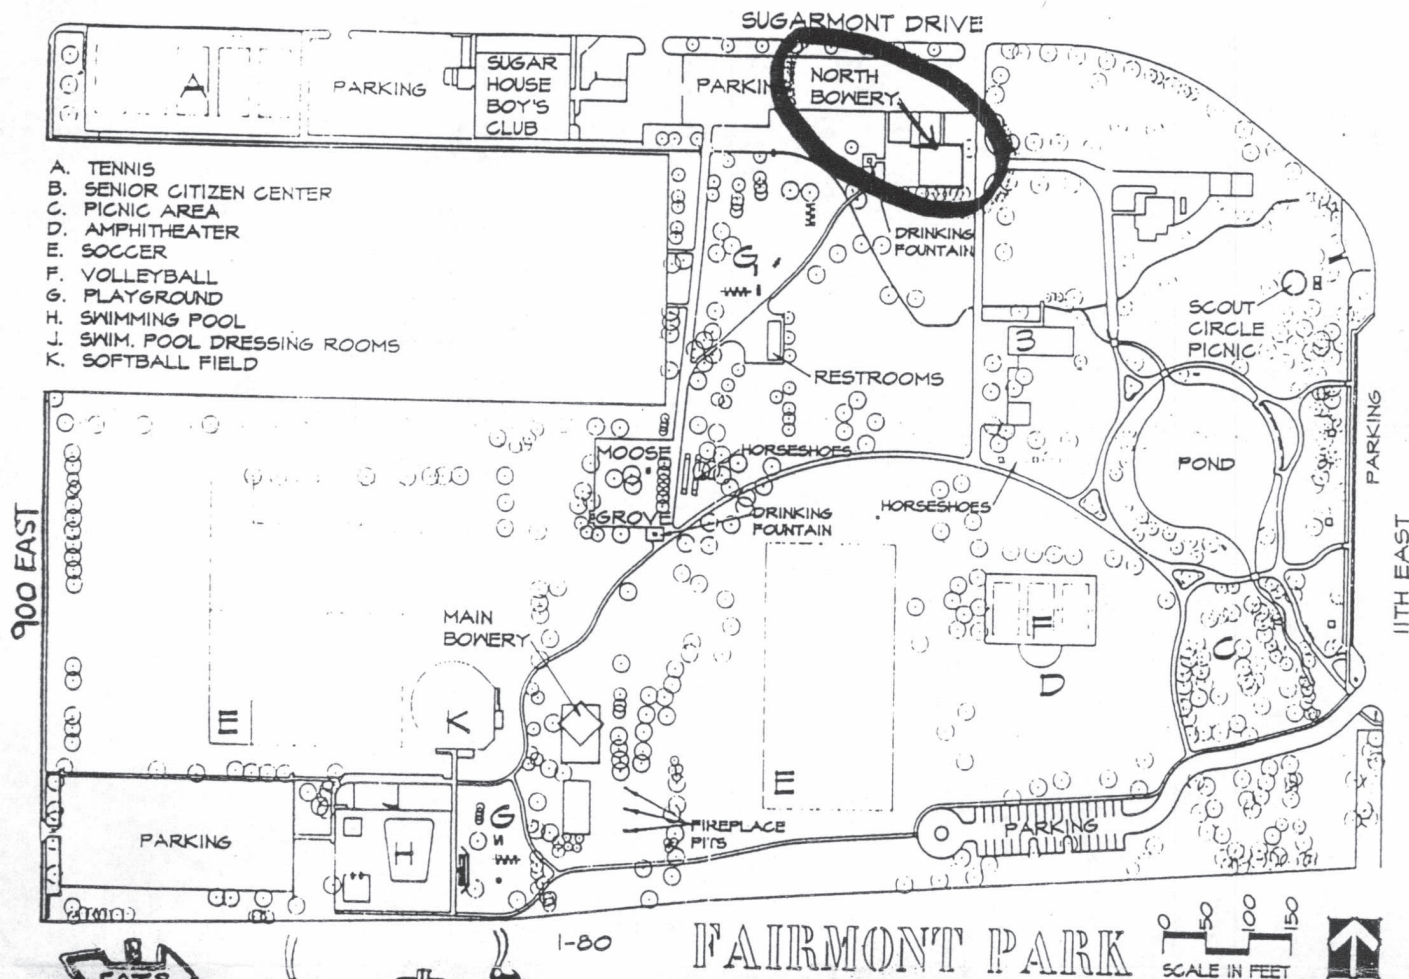 SUGARMONT DRIVE
A
PARKING
SUGAR
HOUSE
BOY'S
CLUB
PARKING
NORTH
BOWERY
A. TENNIS
B. SENIOR CITIZEN CENTER
C. PICNIC AREA
D. AMPHITHEATER
E. SOCCER
F. VOLLEYBALL
G. PLAYGROUND
H. SWIMMING POOL
J. SWIM. POOL DRESSING ROOMS
K. SOFTBALL FIELD
DRINKING
FOUNTAIN
G
SCOUT
CIRCLE
PICNIC
B
RESTROOMS
PARKING
MOOSE
GROVE
HORSESHOES
POND
HORSESHOES
DRINKING
FOUNTAIN
900 EAST
11TH EAST
MAIN
BOWERY
F
C
D
E
K
E
PARKING
H
G
FIREPLACE
PITS
PARKING
I-80
FAIRMONT PARK
0 50 100 150
SCALE IN FEET